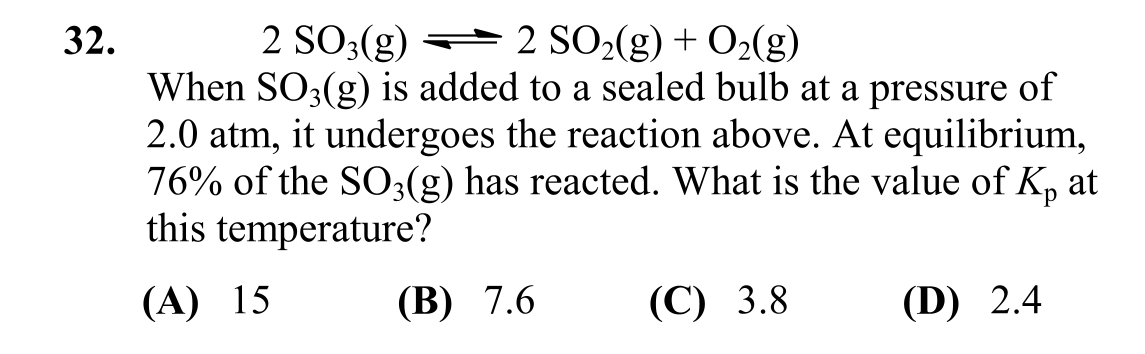 32. 2 SO₃(g) ⇌ 2 SO₂(g) + O₂(g)
When SO₃(g) is added to a sealed bulb at a pressure of
2.0 atm, it undergoes the reaction above. At equilibrium,
76% of the SO₃(g) has reacted. What is the value of Kₚ at
this temperature?
(A) 15 (B) 7.6 (C) 3.8 (D) 2.4